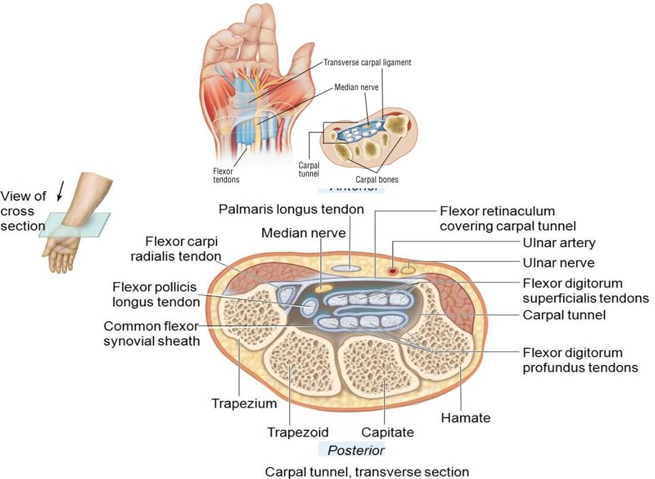 Transverse carpal ligament
Median nerve
Flexor
tendons
Carpal
tunnel
Carpal bones
Anterior
View of
cross
section
Palmaris longus tendon
Median nerve
Flexor carpi
radialis tendon
Flexor pollicis
longus tendon
Common flexor
synovial sheath
Flexor retinaculum
covering carpal tunnel
Ulnar artery
Ulnar nerve
Flexor digitorum
superficialis tendons
Carpal tunnel
Flexor digitorum
profundus tendons
Trapezium
Trapezoid
Capitate
Hamate
Posterior
Carpal tunnel, transverse section